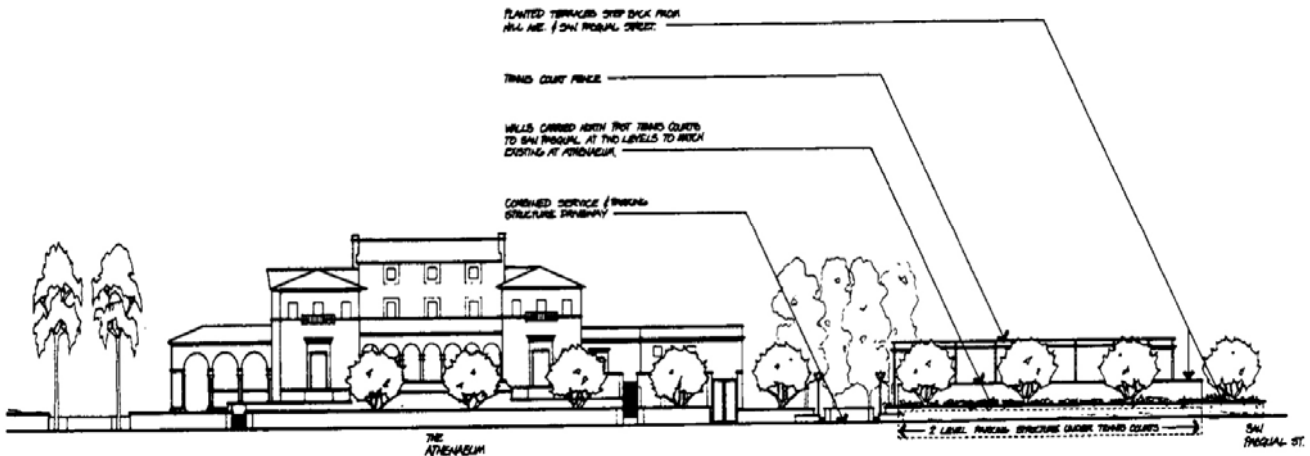 PLANTED TERRACES STEP BACK FROM
HILL AVE. & SAN PASQUAL STREET.
TENNIS COURT FENCE
WALLS CARRIED NORTH PAST TENNIS COURTS
TO SAN PASQUAL AT TWO LEVELS TO MATCH
EXISTING AT ATHENAEUM.
COMBINED SERVICE & PARKING
STRUCTURE DRIVEWAY
2 LEVEL PARKING STRUCTURE UNDER TENNIS COURTS
THE
ATHENAEUM
SAN
PASQUAL ST.